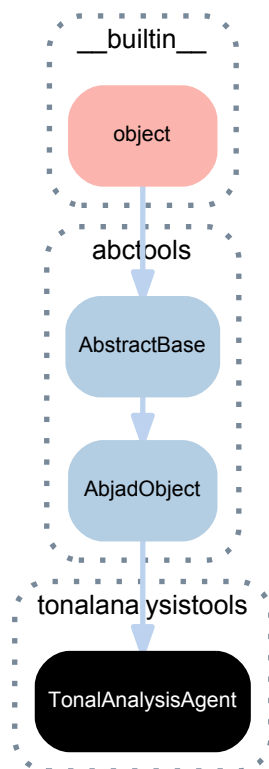 __builtin__
object
abctools
AbstractBase
AbjadObject
tonalanalysistools
TonalAnalysisAgent